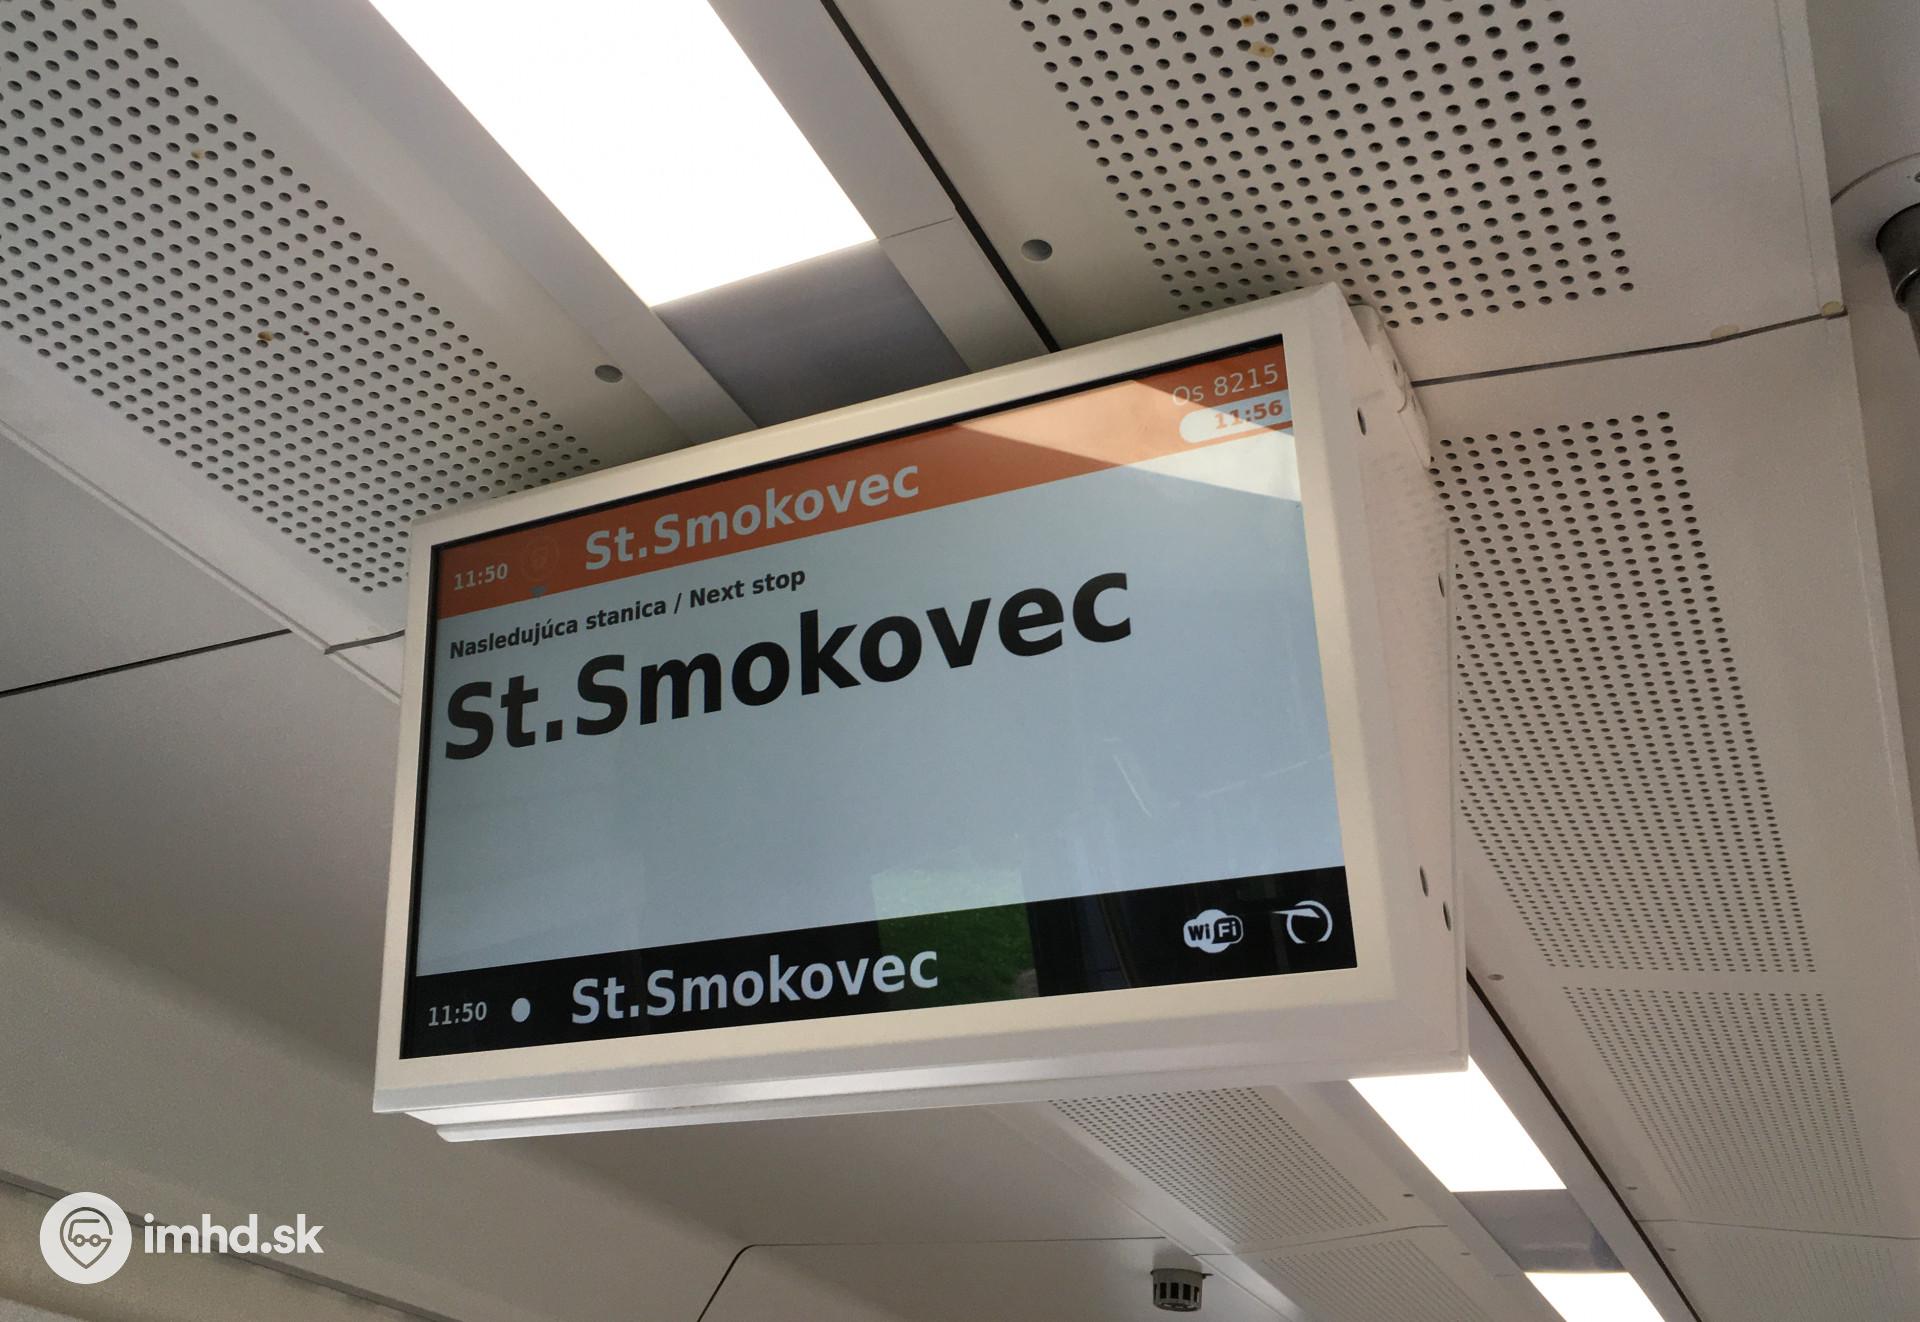 Os 8215
11:50 St.Smokovec 11:56
Nasledujúca stanica / Next stop
St.Smokovec
11:50 St.Smokovec WiFi
imhd.sk